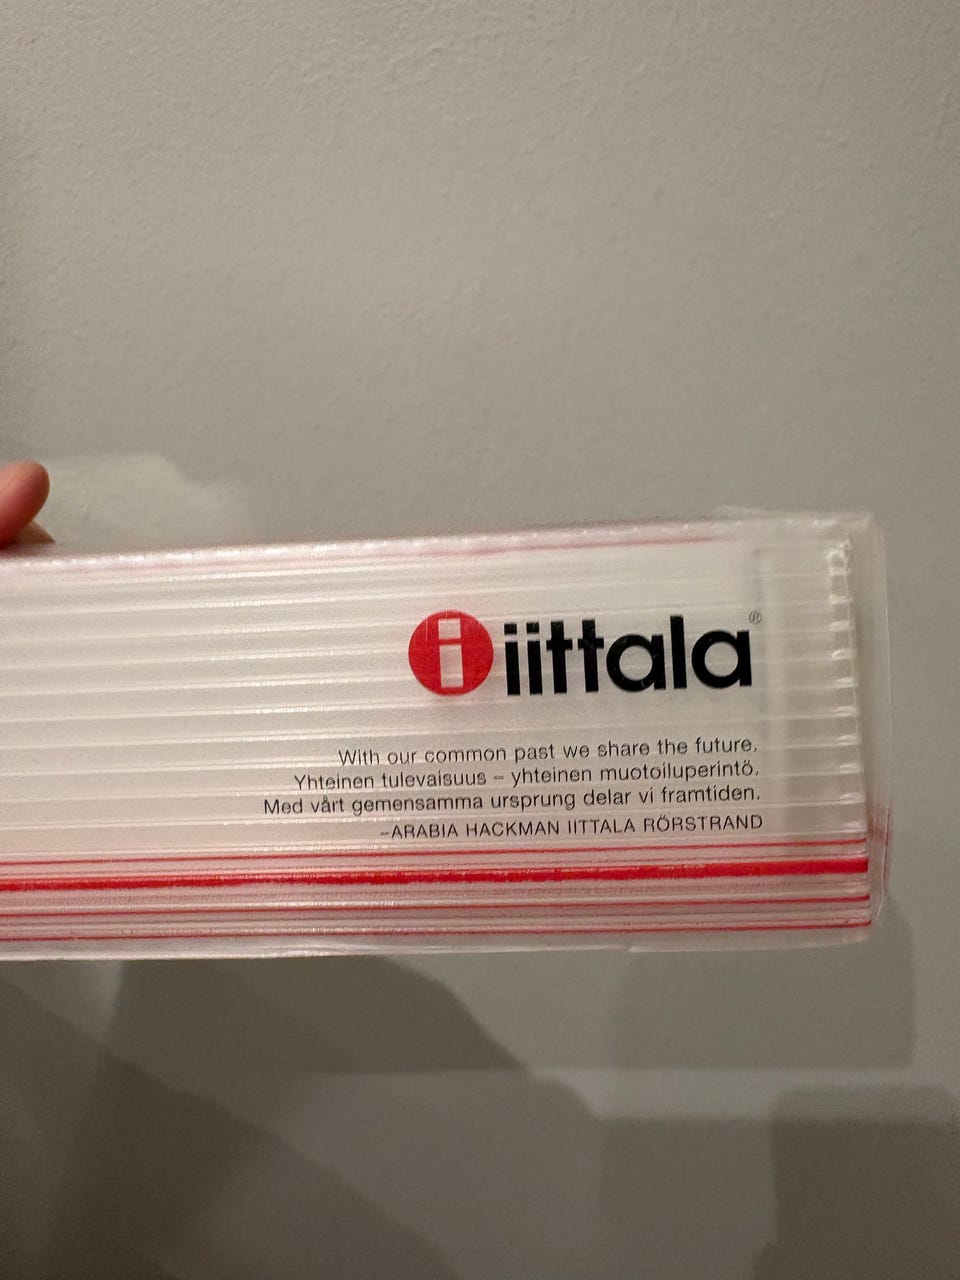 i iittala®
With our common past we share the future.
Yhteinen tulevaisuus – yhteinen muotoiluperintö.
Med vårt gemensamma ursprung delar vi framtiden.
–ARABIA HACKMAN IITTALA RÖRSTRAND